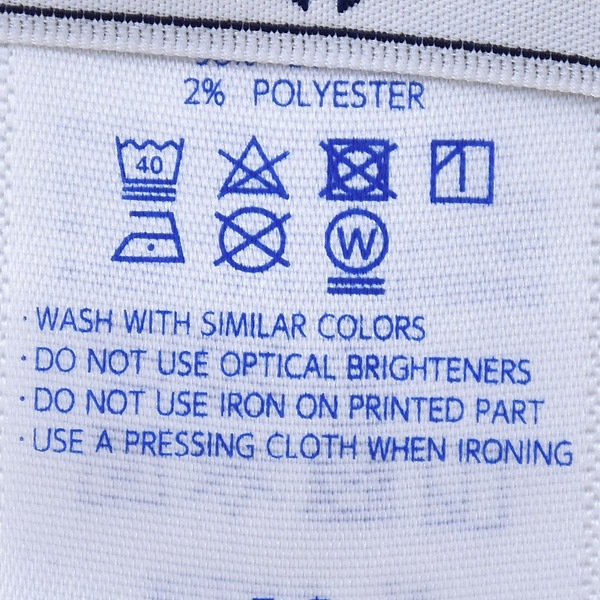 2% POLYESTER
40
W
· WASH WITH SIMILAR COLORS
· DO NOT USE OPTICAL BRIGHTENERS
· DO NOT USE IRON ON PRINTED PART
· USE A PRESSING CLOTH WHEN IRONING